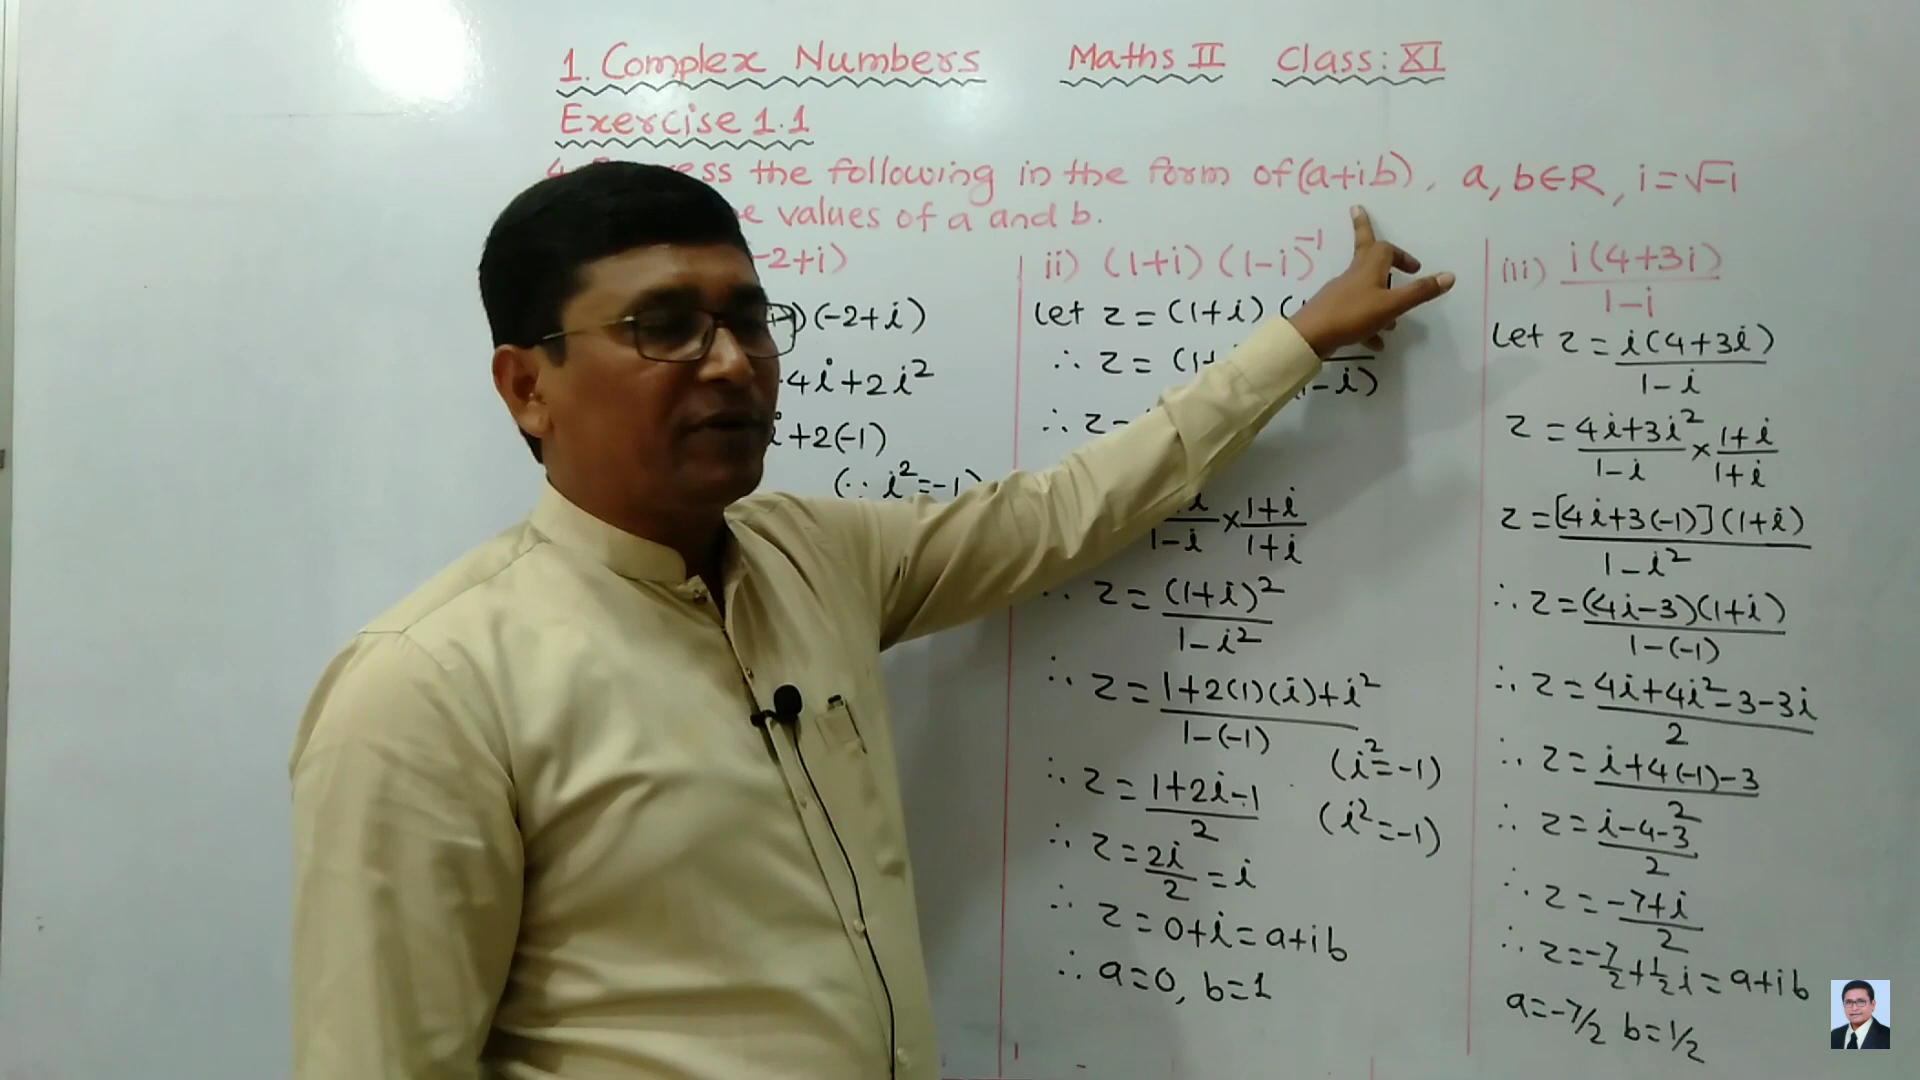 1. Complex Numbers Maths II Class: XI
Exercise 1.1
the following in the form of (a+ib), a, b∈R, i=√-1
values of a and b.
-2+i)
)(-2+i)
4i+2i²
i+2(-1)
(∵ i²=-1)
ii) (1+i) (1-i)⁻¹
Let z = (1+i) (
∴ z = (1+
-i)
∴ z=
i/1-i × 1+i/1+i
∴ z = (1+i)²/1-i²
∴ z = 1+2(1)(i)+i²/1-(-1)
(i²=-1)
∴ z = 1+2i-1/2 (i²=-1)
∴ z = 2i/2 = i
∴ z = 0+i = a+ib
∴ a=0, b=1
iii) i(4+3i)/1-i
Let z = i(4+3i)/1-i
z = 4i+3i²/1-i × 1+i/1+i
z = [4i+3(-1)](1+i)/1-i²
∴ z = (4i-3)(1+i)/1-(-1)
∴ z = 4i+4i²-3-3i/2
∴ z = i+4(-1)-3/2
∴ z = i-4-3/2
∴ z = -7+i/2
∴ z = -7/2+1/2i = a+ib
a=-7/2 b=1/2